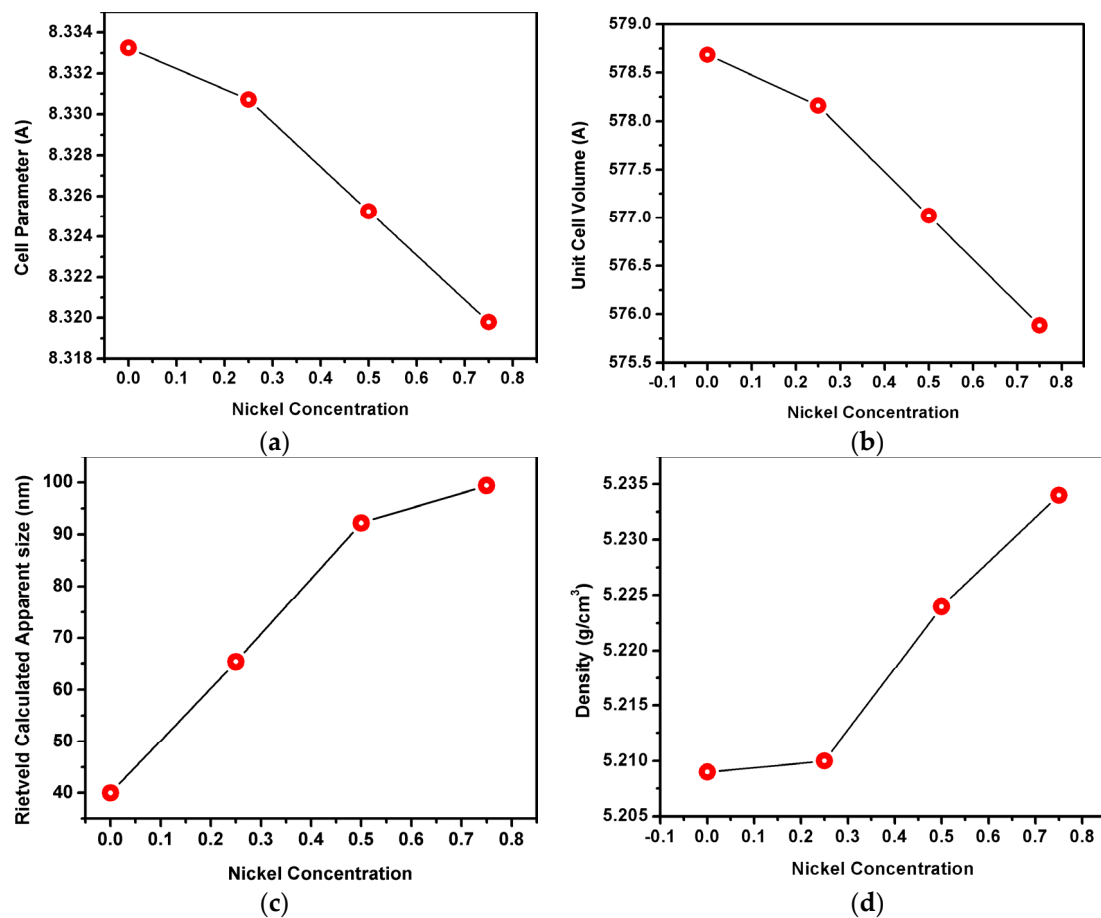 8.334
8.332
8.330
8.328
8.326
8.324
8.322
8.320
8.318
Cell Parameter (A)
0.0 0.1 0.2 0.3 0.4 0.5 0.6 0.7 0.8
Nickel Concentration
(a)
579.0
578.5
578.0
577.5
577.0
576.5
576.0
575.5
Unit Cell Volume (A)
-0.1 0.0 0.1 0.2 0.3 0.4 0.5 0.6 0.7 0.8
Nickel Concentration
(b)
100
90
80
70
60
50
40
Rietveld Calculated Apparent size (nm)
0.0 0.1 0.2 0.3 0.4 0.5 0.6 0.7 0.8
Nickel Concentration
(c)
5.235
5.230
5.225
5.220
5.215
5.210
5.205
Density (g/cm³)
-0.1 0.0 0.1 0.2 0.3 0.4 0.5 0.6 0.7 0.8
Nickel Concentration
(d)